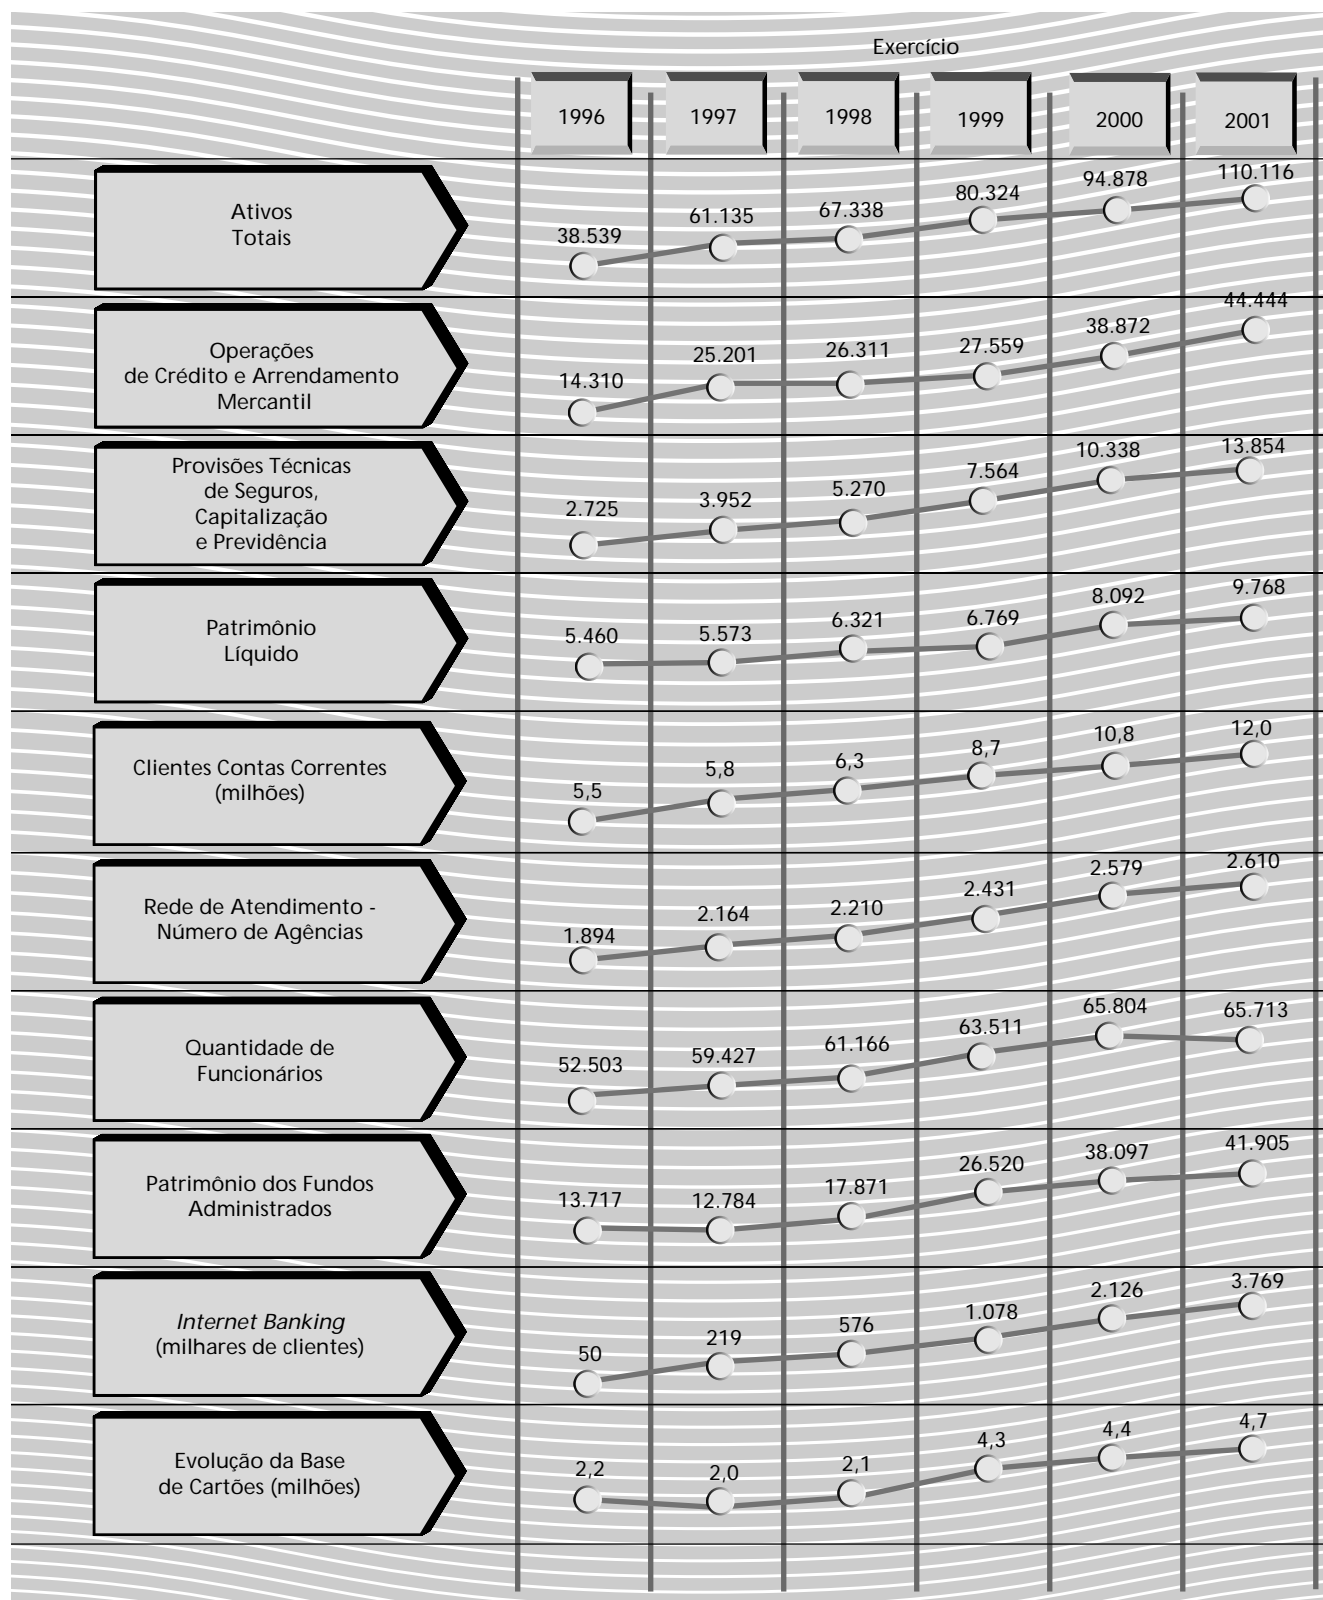 Exercício
1996 1997 1998 1999 2000 2001
Ativos
Totais
38.539 61.135 67.338 80.324 94.878 110.116
Operações
de Crédito e Arrendamento
Mercantil
14.310 25.201 26.311 27.559 38.872 44.444
Provisões Técnicas
de Seguros,
Capitalização
e Previdência
2.725 3.952 5.270 7.564 10.338 13.854
Patrimônio
Líquido
5.460 5.573 6.321 6.769 8.092 9.768
Clientes Contas Correntes
(milhões)
5,5 5,8 6,3 8,7 10,8 12,0
Rede de Atendimento -
Número de Agências
1.894 2.164 2.210 2.431 2.579 2.610
Quantidade de
Funcionários
52.503 59.427 61.166 63.511 65.804 65.713
Patrimônio dos Fundos
Administrados
13.717 12.784 17.871 26.520 38.097 41.905
Internet Banking
(milhares de clientes)
50 219 576 1.078 2.126 3.769
Evolução da Base
de Cartões (milhões)
2,2 2,0 2,1 4,3 4,4 4,7